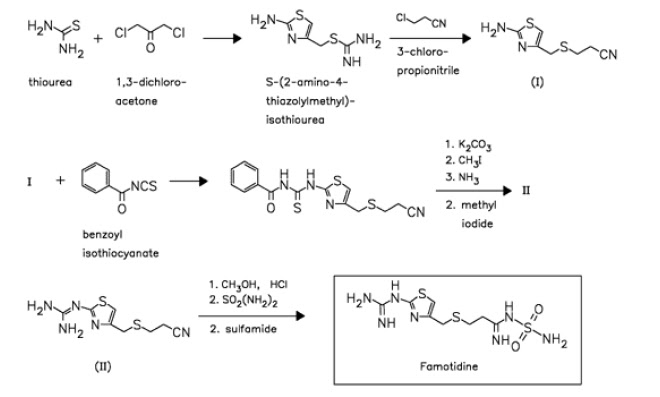 H₂N S NH₂ + Cl O Cl H₂N S N S NH₂ NH Cl CN H₂N S N S CN
thiourea
1,3-dichloro-
acetone
S-(2-amino-4-
thiazolylmethyl)-
isothiourea
3-chloro-
propionitrile
(I)
I + NCS O H N H N O S S N S CN
benzoyl
isothiocyanate
1. K₂CO₃
2. CH₃I
3. NH₃
2. methyl
iodide
II
H₂N N NH₂ S N S CN
(II)
1. CH₃OH, HCl
2. SO₂(NH₂)₂
2. sulfamide
H₂N H N NH S N S H N NH O S O NH₂
Famotidine